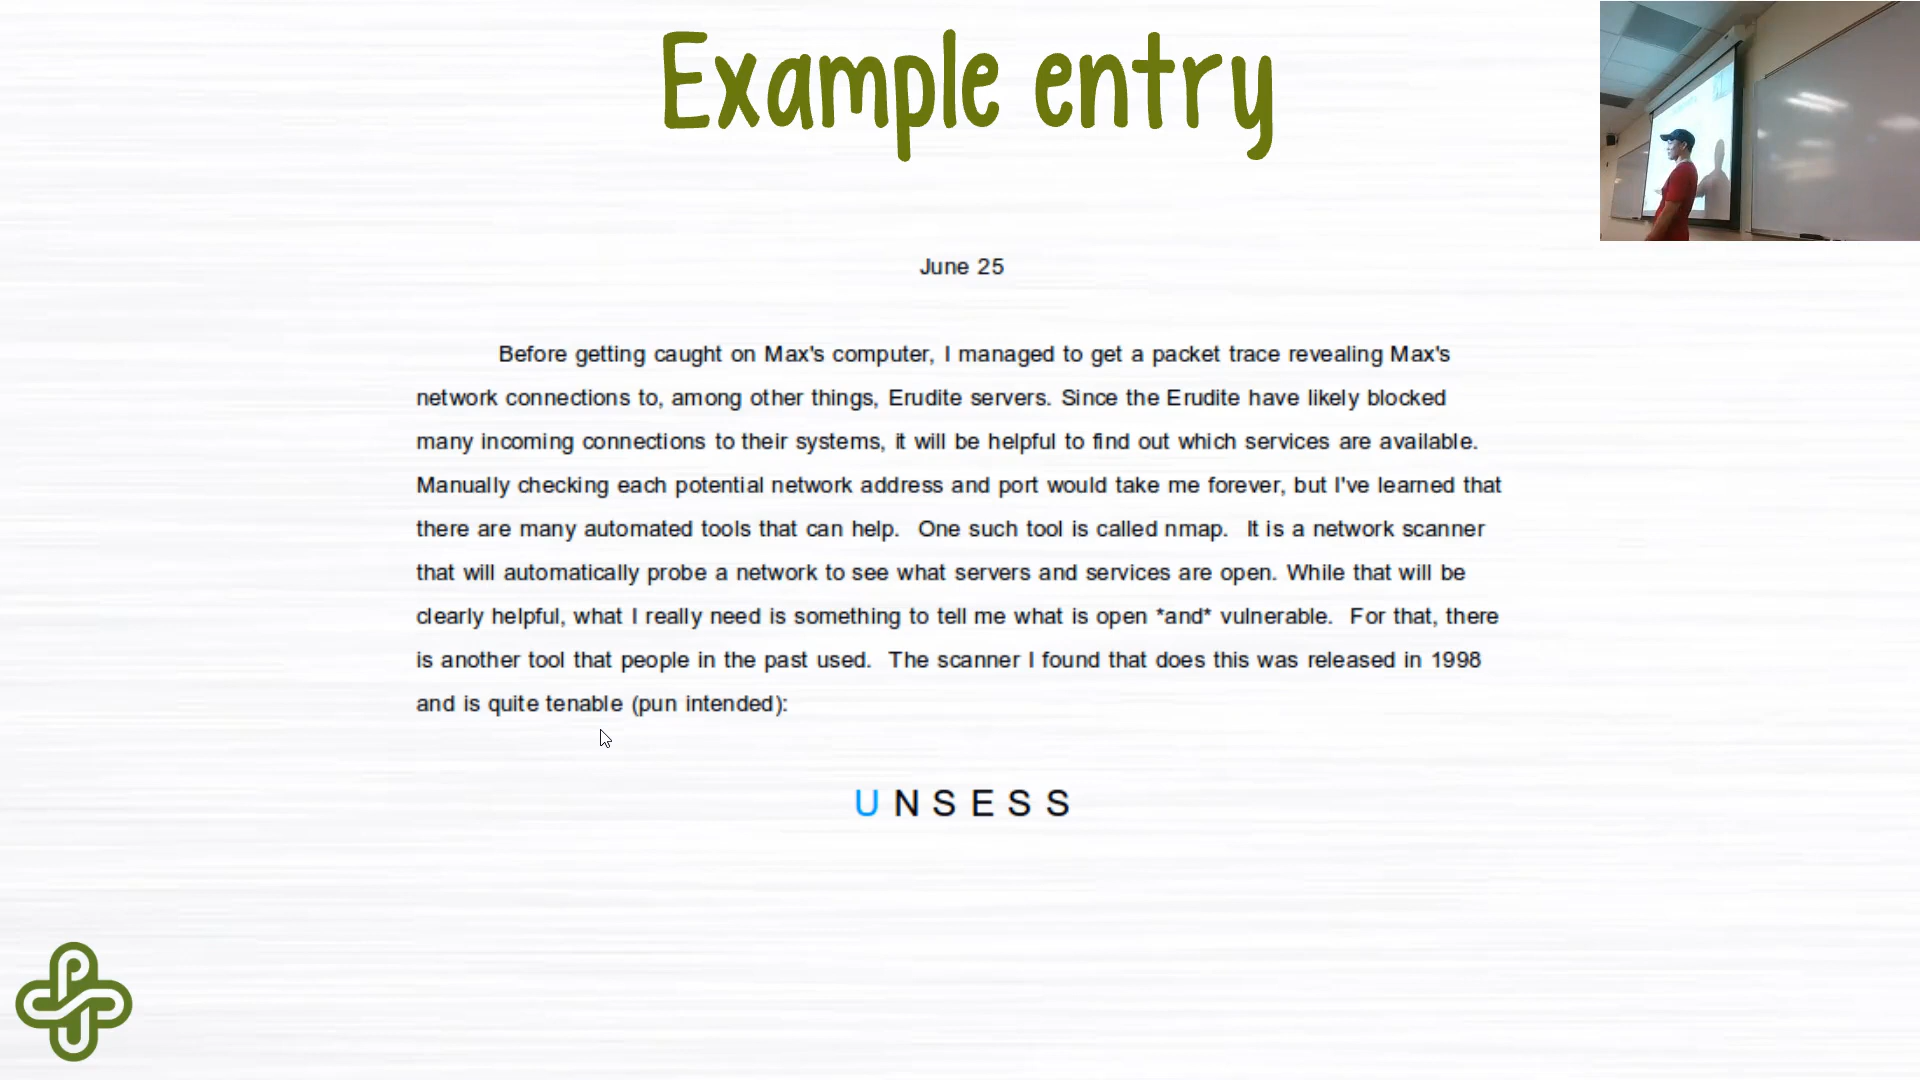 Example entry
June 25
Before getting caught on Max's computer, I managed to get a packet trace revealing Max's
network connections to, among other things, Erudite servers. Since the Erudite have likely blocked
many incoming connections to their systems, it will be helpful to find out which services are available.
Manually checking each potential network address and port would take me forever, but I've learned that
there are many automated tools that can help.  One such tool is called nmap.  It is a network scanner
that will automatically probe a network to see what servers and services are open. While that will be
clearly helpful, what I really need is something to tell me what is open *and* vulnerable.  For that, there
is another tool that people in the past used.  The scanner I found that does this was released in 1998
and is quite tenable (pun intended):
U N S E S S